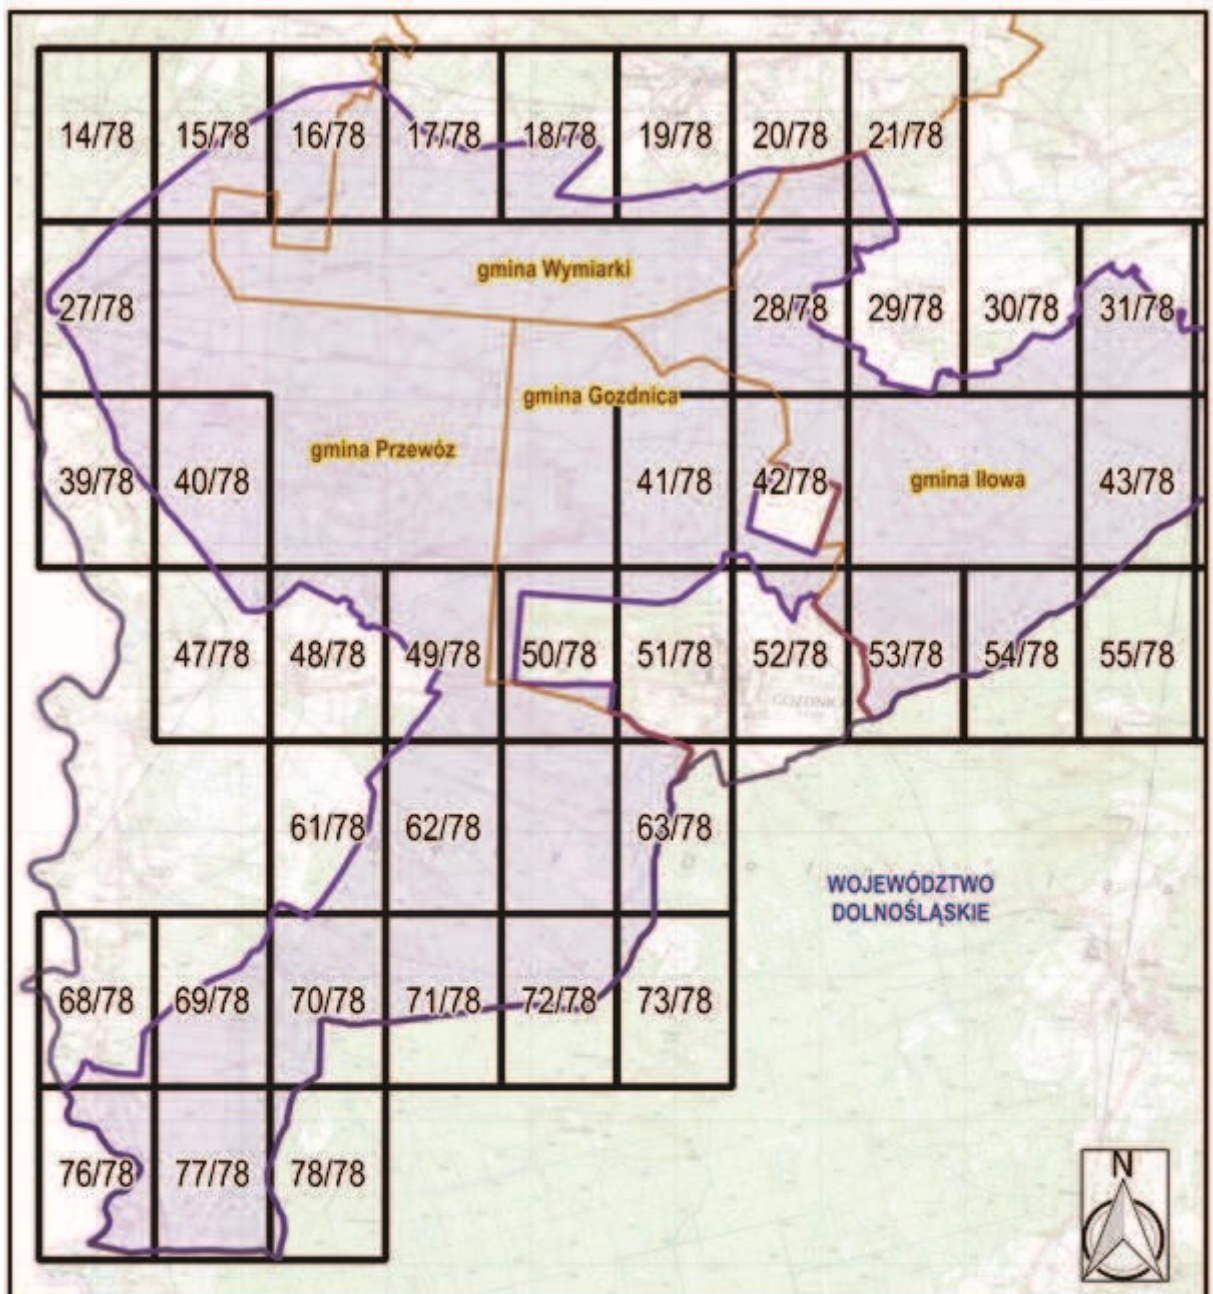 14/78 15/78 16/78 17/78 18/78 19/78 20/78 21/78
gmina Wymiarki
27/78 28/78 29/78 30/78 31/78
gmina Gozdnica
gmina Przewóz
39/78 40/78 41/78 42/78 gmina Iłowa 43/78
47/78 48/78 49/78 50/78 51/78 52/78 53/78 54/78 55/78
61/78 62/78 63/78
WOJEWÓDZTWO
DOLNOŚLĄSKIE
68/78 69/78 70/78 71/78 72/78 73/78
76/78 77/78 78/78
N